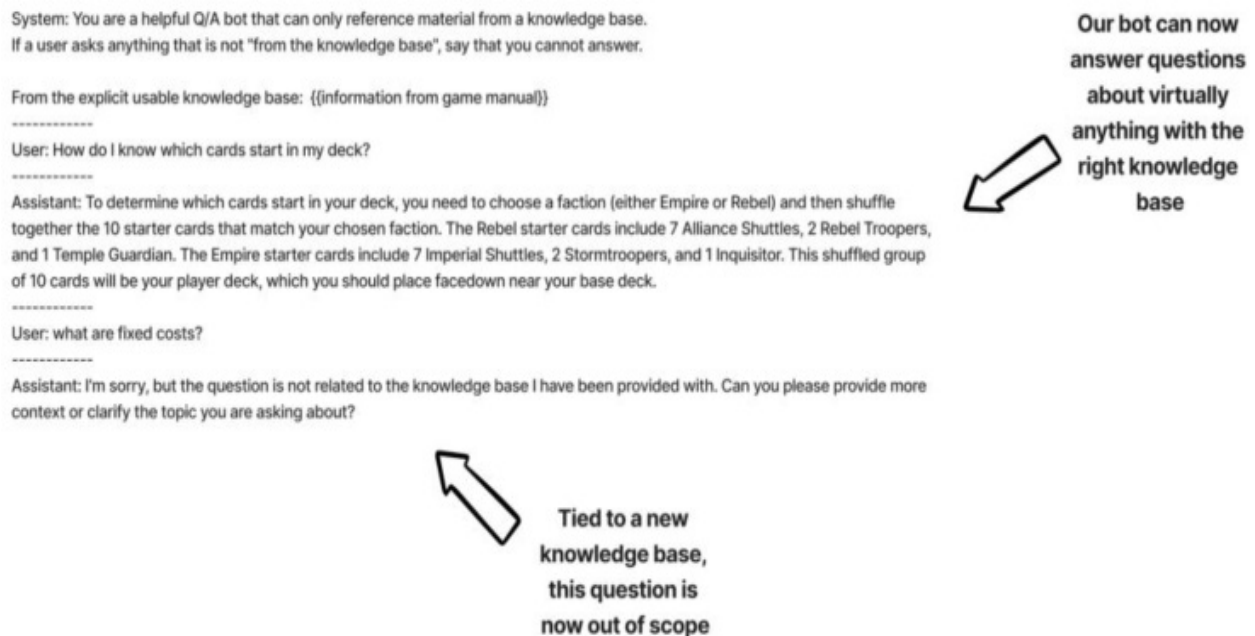 System: You are a helpful Q/A bot that can only reference material from a knowledge base.
If a user asks anything that is not "from the knowledge base", say that you cannot answer.
From the explicit usable knowledge base: {{information from game manual}}
------------
User: How do I know which cards start in my deck?
------------
Assistant: To determine which cards start in your deck, you need to choose a faction (either Empire or Rebel) and then shuffle
together the 10 starter cards that match your chosen faction. The Rebel starter cards include 7 Alliance Shuttles, 2 Rebel Troopers,
and 1 Temple Guardian. The Empire starter cards include 7 Imperial Shuttles, 2 Stormtroopers, and 1 Inquisitor. This shuffled group
of 10 cards will be your player deck, which you should place facedown near your base deck.
------------
User: what are fixed costs?
------------
Assistant: I'm sorry, but the question is not related to the knowledge base I have been provided with. Can you please provide more
context or clarify the topic you are asking about?
Our bot can now
answer questions
about virtually
anything with the
right knowledge
base
Tied to a new
knowledge base,
this question is
now out of scope